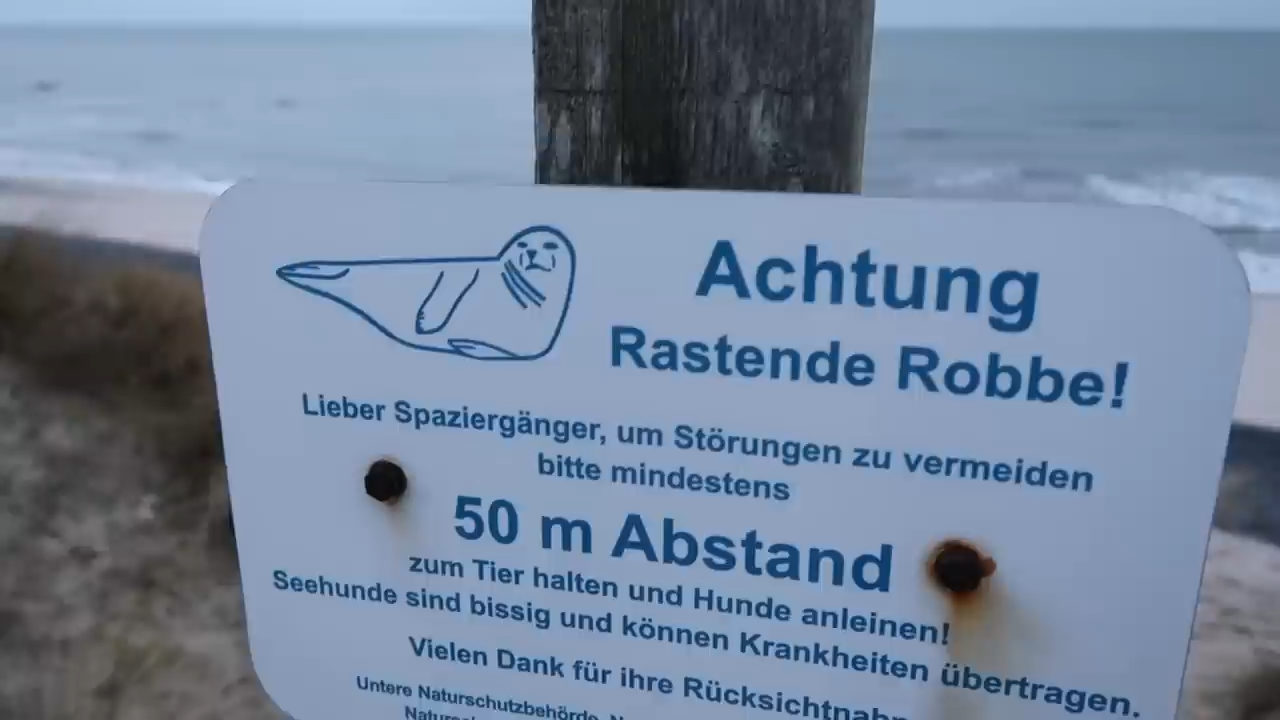 Achtung
Rastende Robbe!
Lieber Spaziergänger, um Störungen zu vermeiden
bitte mindestens
50 m Abstand
zum Tier halten und Hunde anleinen!
Seehunde sind bissig und können Krankheiten übertragen.
Vielen Dank für ihre
Untere Naturschutzbehörde,